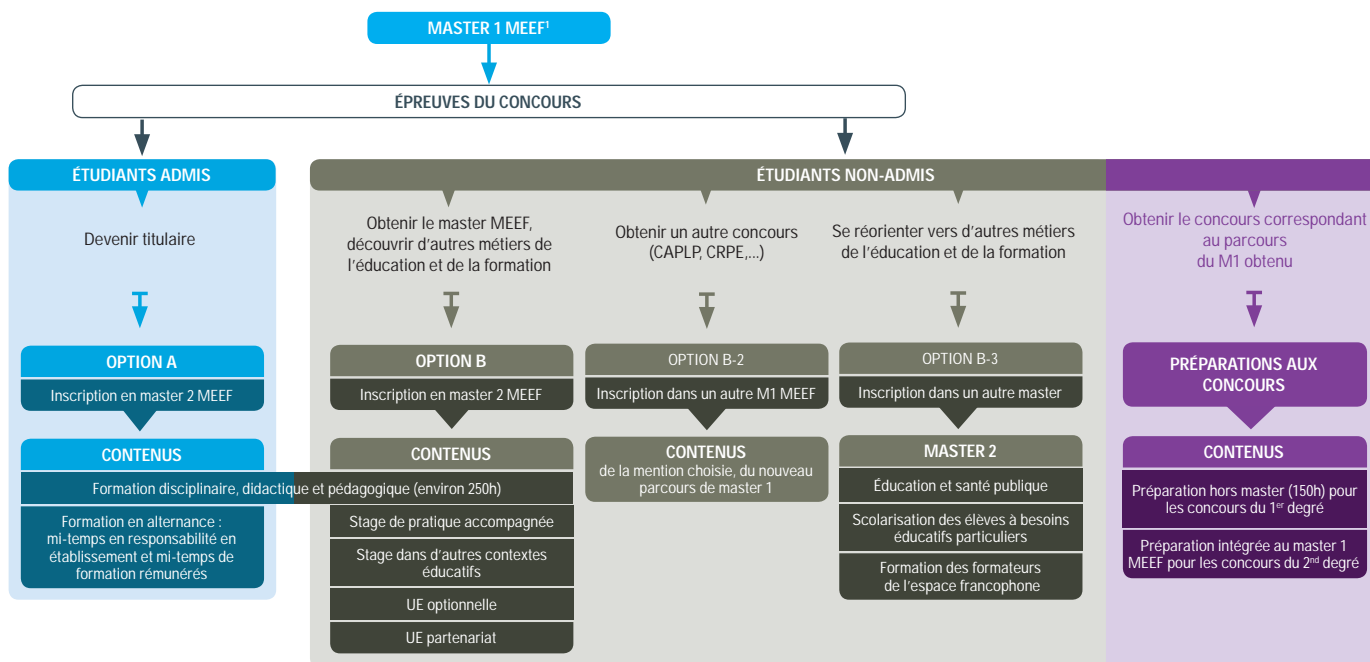 MASTER 1 MEEF¹
ÉPREUVES DU CONCOURS
ÉTUDIANTS ADMIS
Devenir titulaire
OPTION A
Inscription en master 2 MEEF
CONTENUS
Formation disciplinaire, didactique et pédagogique (environ 250h)
Formation en alternance :
mi-temps en responsabilité en
établissement et mi-temps de
formation rémunérés
ÉTUDIANTS NON-ADMIS
Obtenir le master MEEF,
découvrir d'autres métiers de
l'éducation et de la formation
OPTION B
Inscription en master 2 MEEF
CONTENUS
Stage de pratique accompagnée
Stage dans d'autres contextes
éducatifs
UE optionnelle
UE partenariat
Obtenir un autre concours
(CAPLP, CRPE,...)
OPTION B-2
Inscription dans un autre M1 MEEF
CONTENUS
de la mention choisie, du nouveau
parcours de master 1
Se réorienter vers d'autres métiers
de l'éducation et de la formation
OPTION B-3
Inscription dans un autre master
MASTER 2
Éducation et santé publique
Scolarisation des élèves à besoins
éducatifs particuliers
Formation des formateurs
de l'espace francophone
Obtenir le concours correspondant
au parcours
du M1 obtenu
PRÉPARATIONS AUX
CONCOURS
CONTENUS
Préparation hors master (150h) pour
les concours du 1er degré
Préparation intégrée au master 1
MEEF pour les concours du 2nd degré